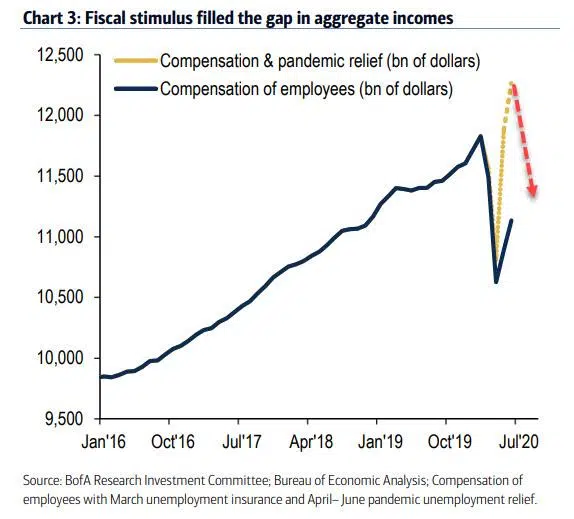 Chart 3: Fiscal stimulus filled the gap in aggregate incomes
12,500
12,000
11,500
11,000
10,500
10,000
9,500
Compensation & pandemic relief (bn of dollars)
Compensation of employees (bn of dollars)
Jan'16 Oct'16 Jul'17 Apr'18 Jan'19 Oct'19 Jul'20
Source: BofA Research Investment Committee; Bureau of Economic Analysis; Compensation of
employees with March unemployment insurance and April– June pandemic unemployment relief.